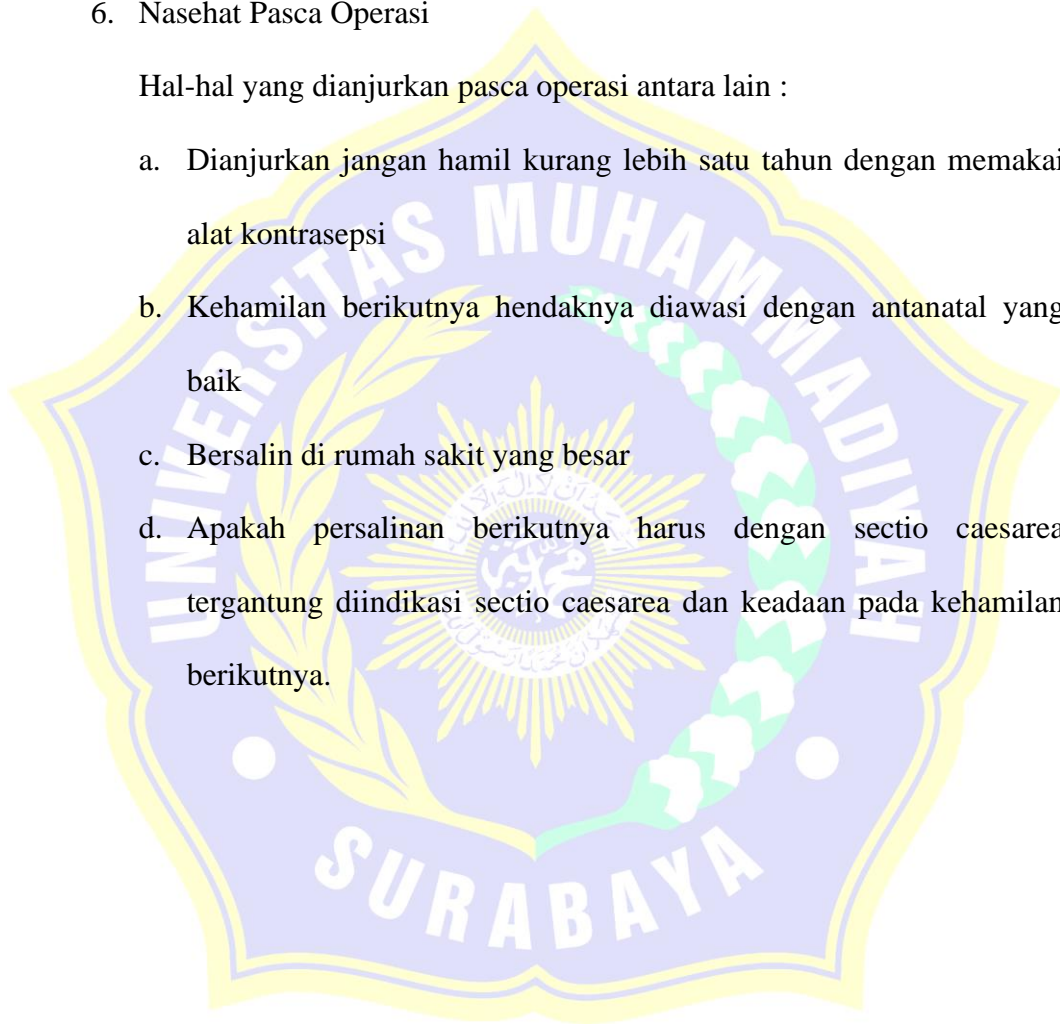 6. Nasehat Pasca Operasi
Hal-hal yang dianjurkan pasca operasi antara lain :
a. Dianjurkan jangan hamil kurang lebih satu tahun dengan memakai
alat kontrasepsi
b. Kehamilan berikutnya hendaknya diawasi dengan antanatal yang
baik
c. Bersalin di rumah sakit yang besar
d. Apakah persalinan berikutnya harus dengan sectio caesarea
tergantung diindikasi sectio caesarea dan keadaan pada kehamilan
berikutnya.
UNIVERSITAS MUHAMMADIYAH
SURABAYA